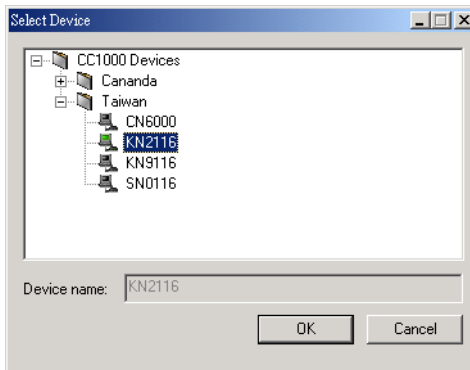 Select Device
CC1000 Devices
Cananda
Taiwan
CN6000
KN2116
KN9116
SN0116
Device name: KN2116
OK Cancel